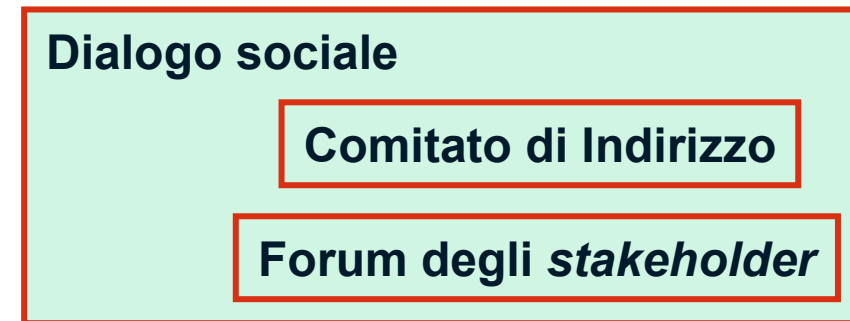 Dialogo sociale
Comitato di Indirizzo
Forum degli stakeholder